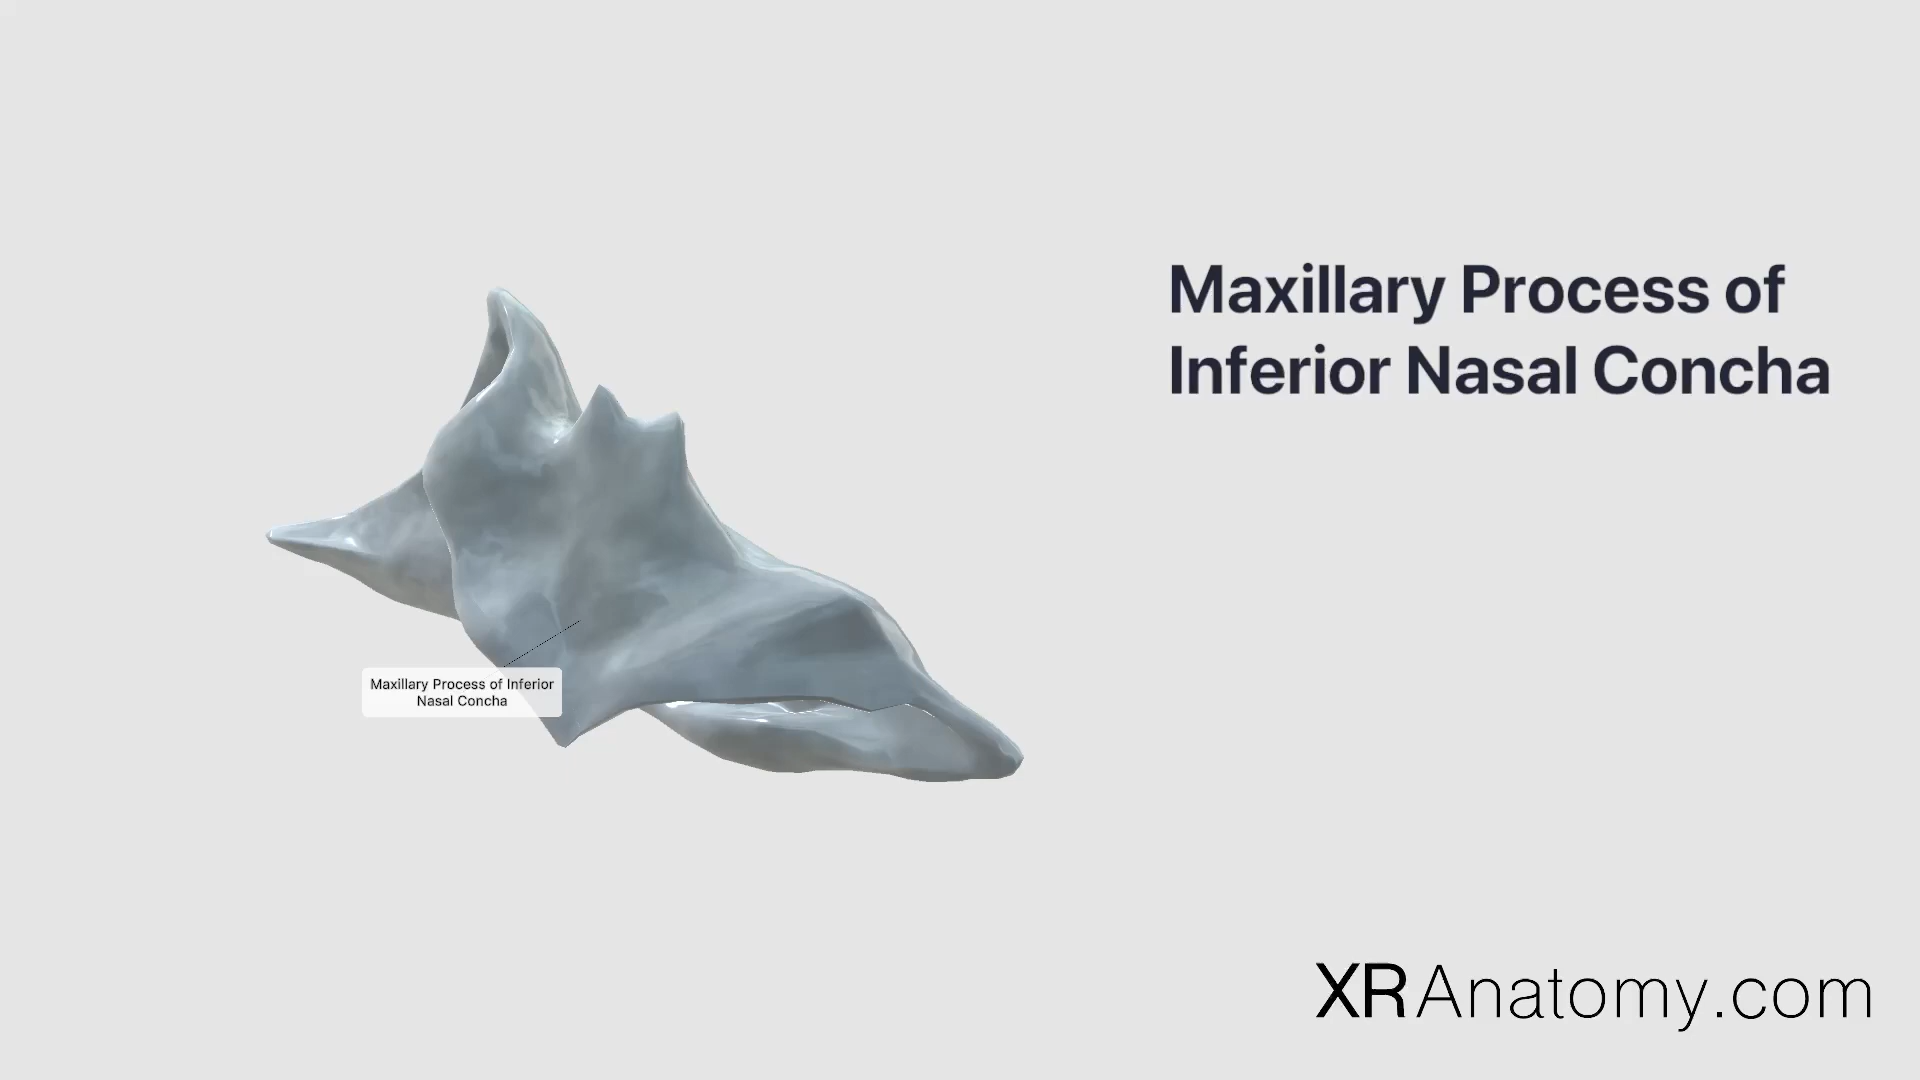 Maxillary Process of
Inferior Nasal Concha
Maxillary Process of Inferior
Nasal Concha
XRAnatomy.com